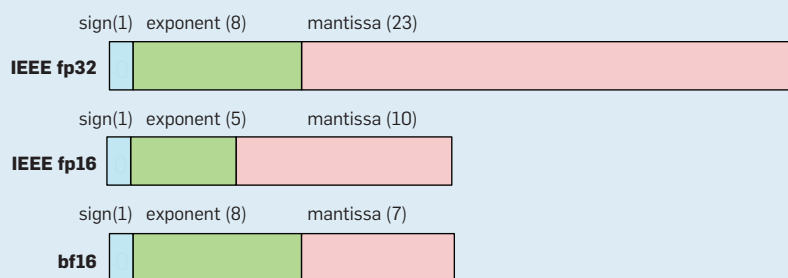 sign(1) exponent (8) mantissa (23)
IEEE fp32
sign(1) exponent (5) mantissa (10)
IEEE fp16
sign(1) exponent (8) mantissa (7)
bf16